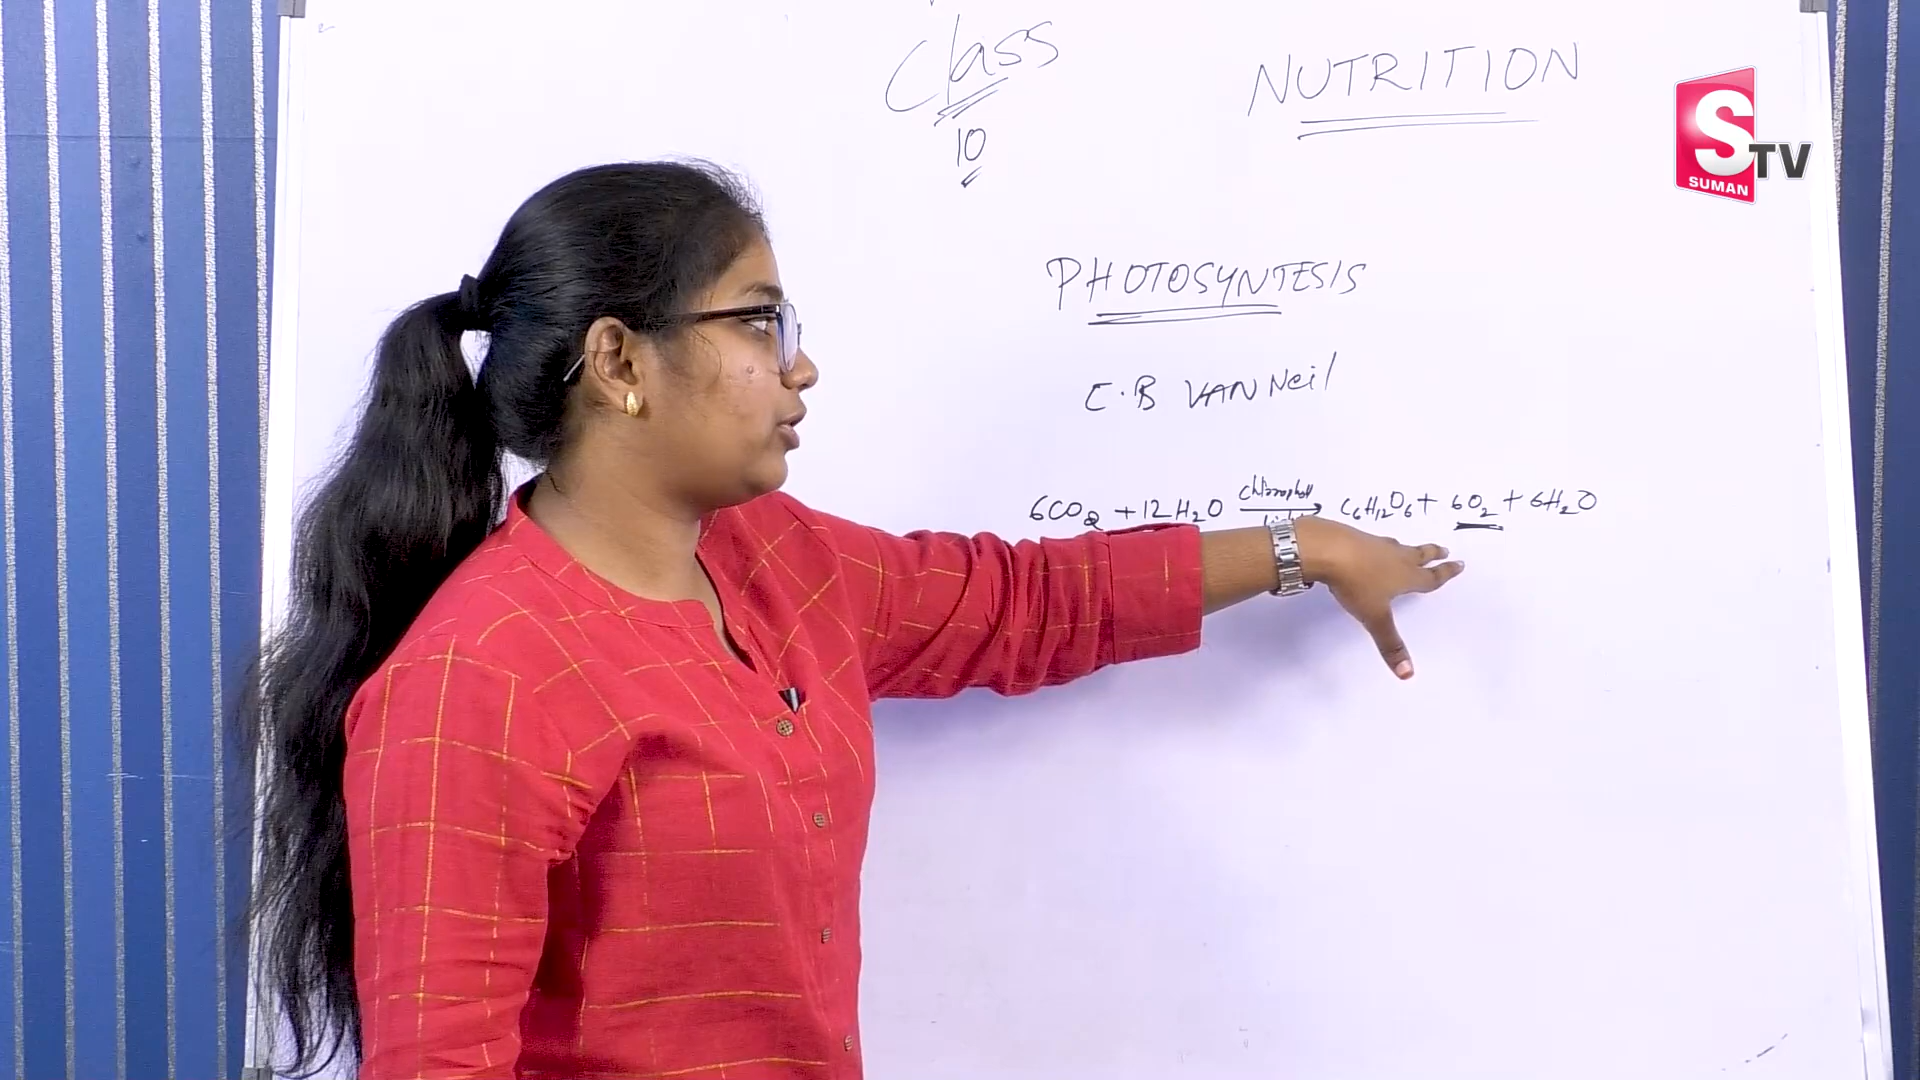 Class
10
NUTRITION
S TV
SUMAN
PHOTOSYNTESIS
C.B VAN Neil
6CO₂ + 12H₂O → C₆H₁₂O₆ + 6O₂ + 6H₂O